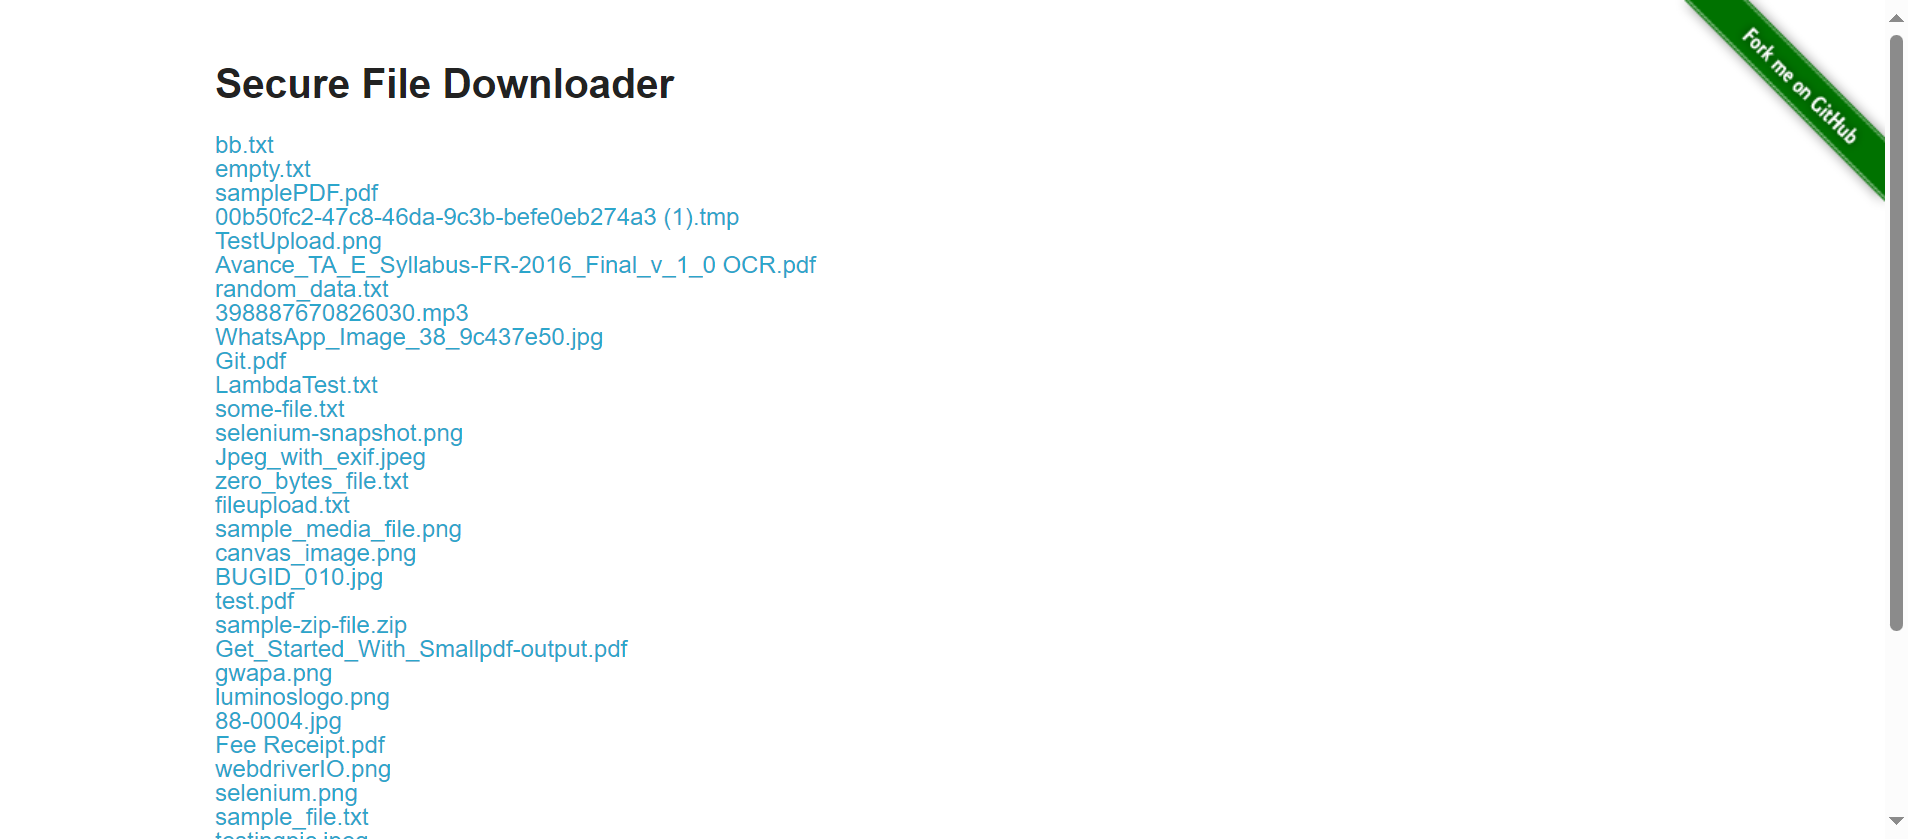 Fork me on GitHub
Secure File Downloader
bb.txt
empty.txt
samplePDF.pdf
00b50fc2-47c8-46da-9c3b-befe0eb274a3 (1).tmp
TestUpload.png
Avance_TA_E_Syllabus-FR-2016_Final_v_1_0 OCR.pdf
random_data.txt
398887670826030.mp3
WhatsApp_Image_38_9c437e50.jpg
Git.pdf
LambdaTest.txt
some-file.txt
selenium-snapshot.png
Jpeg_with_exif.jpeg
zero_bytes_file.txt
fileupload.txt
sample_media_file.png
canvas_image.png
BUGID_010.jpg
test.pdf
sample-zip-file.zip
Get_Started_With_Smallpdf-output.pdf
gwapa.png
luminoslogo.png
88-0004.jpg
Fee Receipt.pdf
webdriverIO.png
selenium.png
sample_file.txt